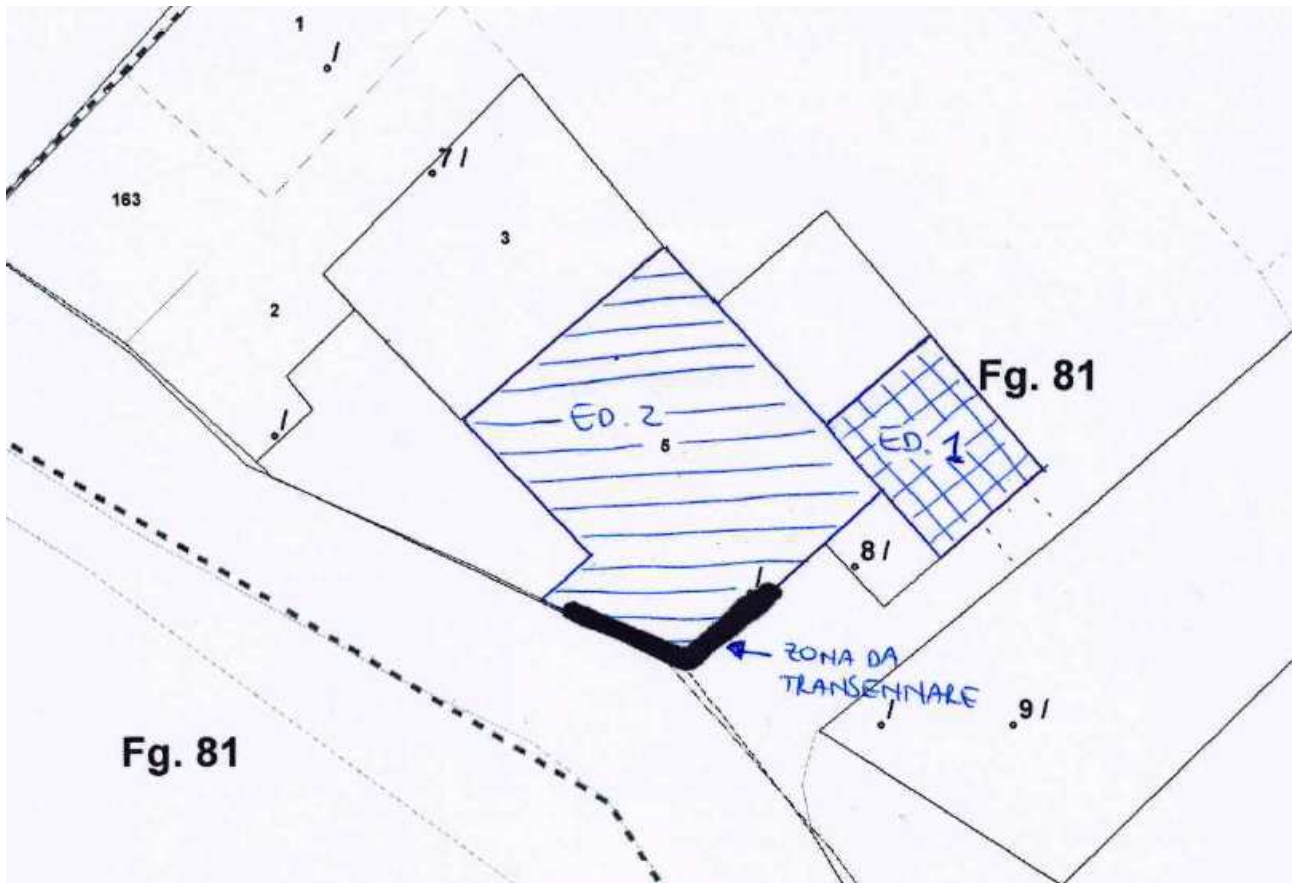 1
/
7 /
163
3
2
Fg. 81
ED. 2
5
ED. 1
/
8 /
/
ZONA DA
TRANSENNARE
9 /
/
Fg. 81